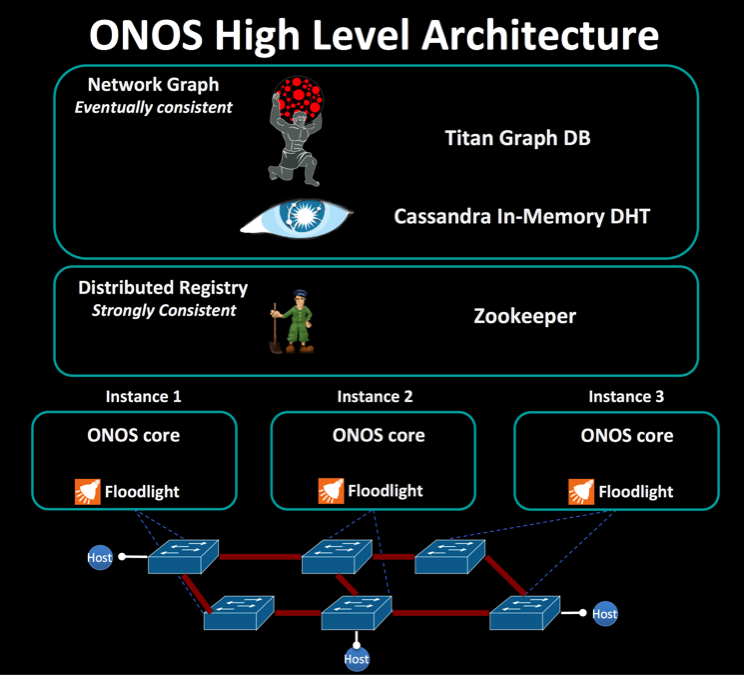 ONOS High Level Architecture
Network Graph
Eventually consistent
Titan Graph DB
Cassandra In-Memory DHT
Distributed Registry
Strongly Consistent
Zookeeper
Instance 1
Instance 2
Instance 3
ONOS core
ONOS core
ONOS core
Floodlight
Floodlight
Floodlight
Host
Host
Host